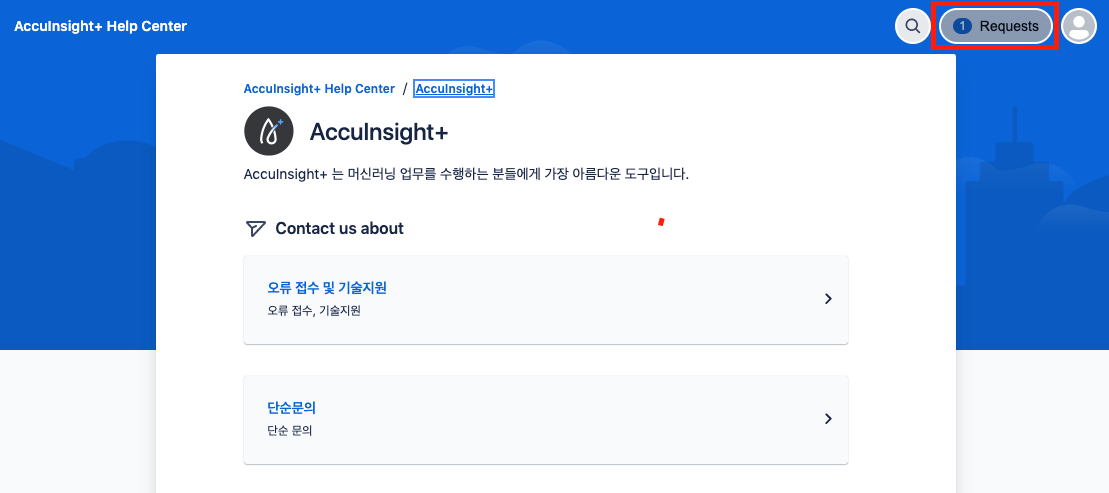 AccuInsight+ Help Center
1 Requests
AccuInsight+ Help Center / AccuInsight+
AccuInsight+
AccuInsight+ 는 머신러닝 업무를 수행하는 분들에게 가장 아름다운 도구입니다.
Contact us about
오류 접수 및 기술지원
오류 접수, 기술지원
단순문의
단순 문의